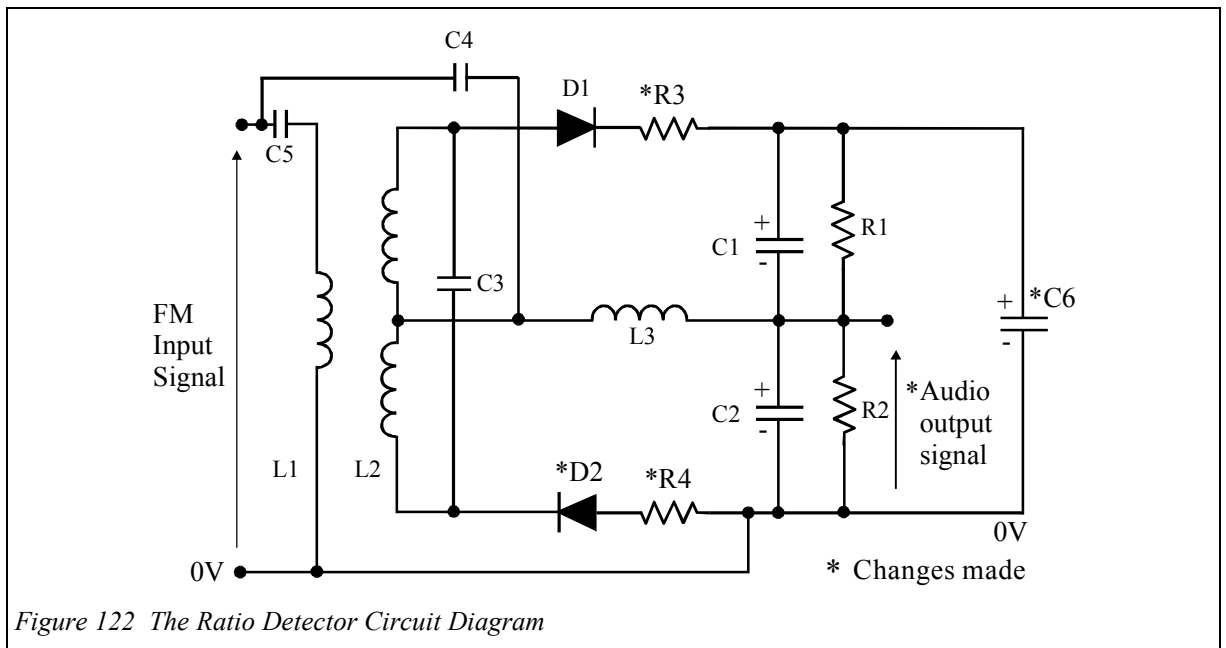 C4
D1
*R3
C5
C1
+
-
R1
C3
+
-
*C6
FM
Input
Signal
L3
C2
+
-
R2
*Audio
output
signal
L1
L2
*D2
*R4
0V
0V
* Changes made
Figure 122 The Ratio Detector Circuit Diagram